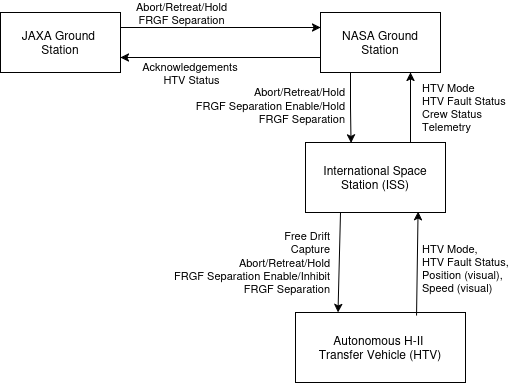 Abort/Retreat/Hold
FRGF Separation
JAXA Ground
Station
NASA Ground
Station
Acknowledgements
HTV Status
Abort/Retreat/Hold
FRGF Separation Enable/Hold
FRGF Separation
HTV Mode
HTV Fault Status
Crew Status
Telemetry
International Space
Station (ISS)
Free Drift
Capture
Abort/Retreat/Hold
FRGF Separation Enable/Inhibit
FRGF Separation
HTV Mode,
HTV Fault Status,
Position (visual),
Speed (visual)
Autonomous H-II
Transfer Vehicle (HTV)